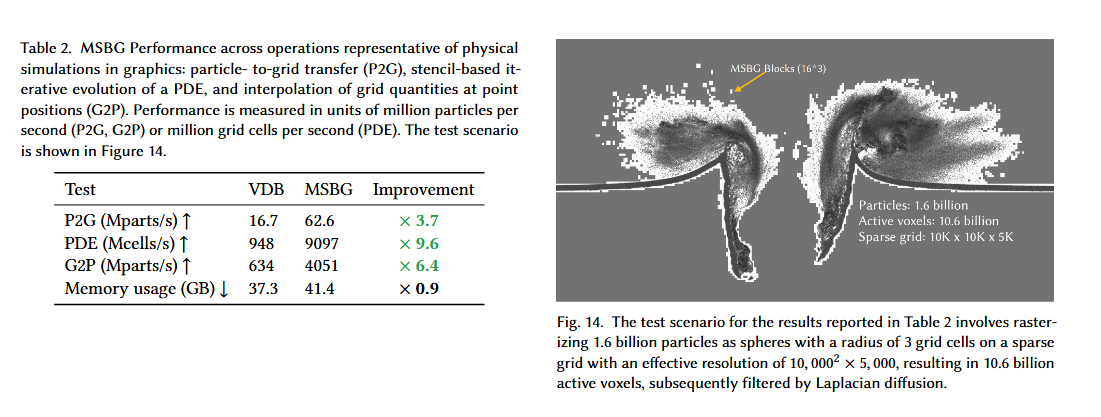 Table 2. MSBG Performance across operations representative of physical
simulations in graphics: particle- to-grid transfer (P2G), stencil-based it-
erative evolution of a PDE, and interpolation of grid quantities at point
positions (G2P). Performance is measured in units of million particles per
second (P2G, G2P) or million grid cells per second (PDE). The test scenario
is shown in Figure 14.
Test VDB MSBG Improvement
P2G (Mparts/s) ↑ 16.7 62.6 × 3.7
PDE (Mcells/s) ↑ 948 9097 × 9.6
G2P (Mparts/s) ↑ 634 4051 × 6.4
Memory usage (GB) ↓ 37.3 41.4 × 0.9
MSBG Blocks (16^3)
Particles: 1.6 billion
Active voxels: 10.6 billion
Sparse grid: 10K x 10K x 5K
Fig. 14. The test scenario for the results reported in Table 2 involves raster-
izing 1.6 billion particles as spheres with a radius of 3 grid cells on a sparse
grid with an effective resolution of 10, 000² × 5, 000, resulting in 10.6 billion
active voxels, subsequently filtered by Laplacian diffusion.